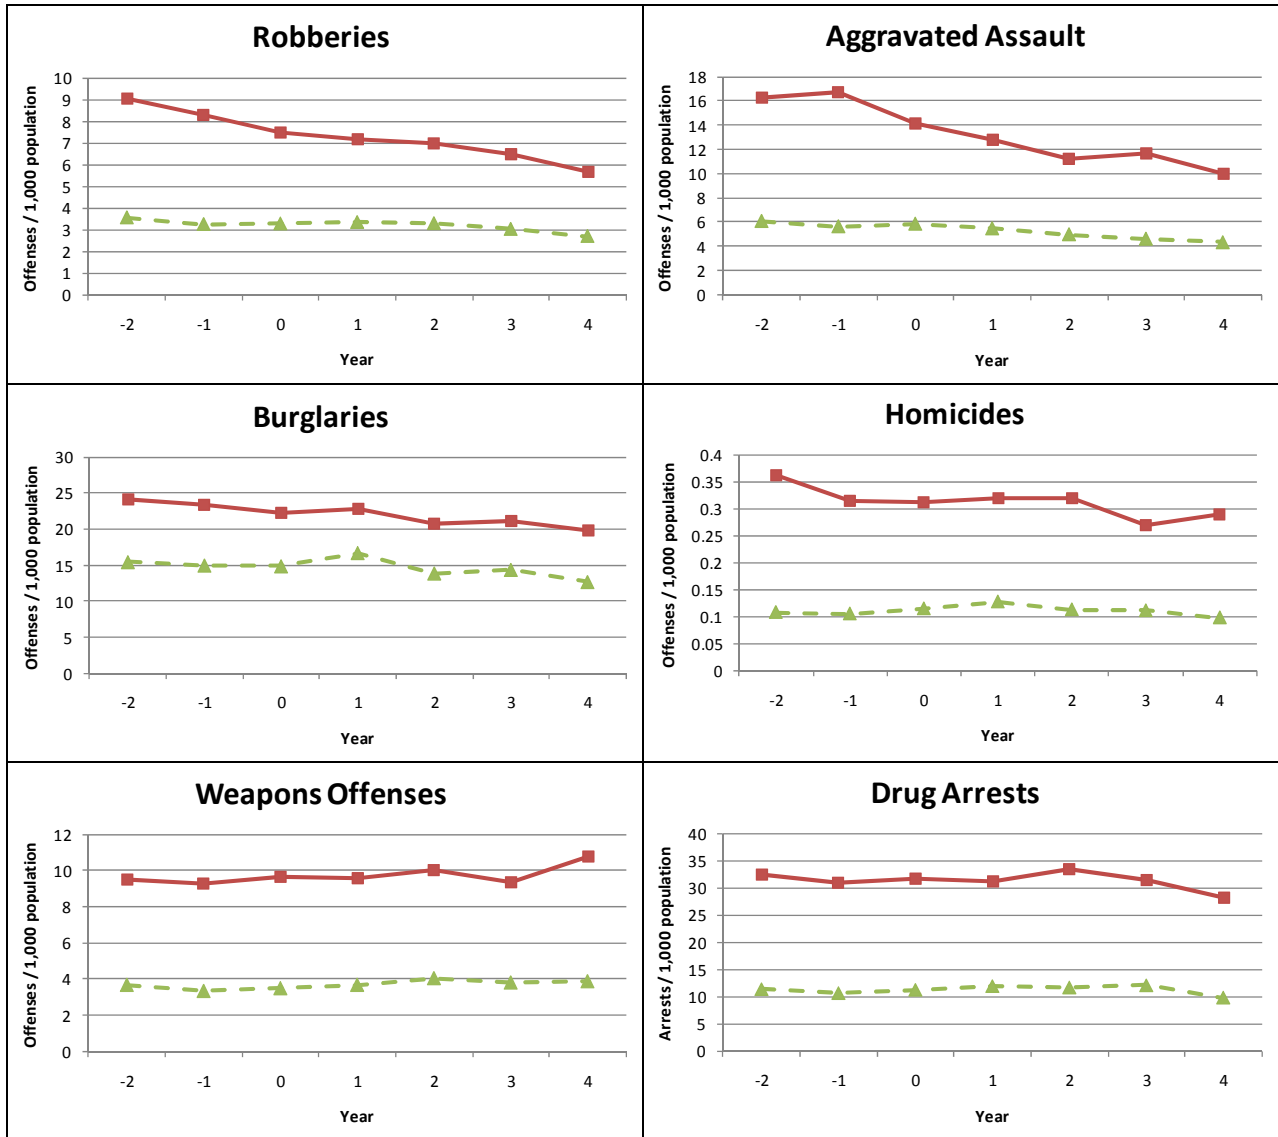 Robberies
Offenses / 1,000 population
10
9
8
7
6
5
4
3
2
1
0
-2 -1 0 1 2 3 4
Year
Aggravated Assault
Offenses / 1,000 population
18
16
14
12
10
8
6
4
2
0
-2 -1 0 1 2 3 4
Year
Burglaries
Offenses / 1,000 population
30
25
20
15
10
5
0
-2 -1 0 1 2 3 4
Year
Homicides
Offenses / 1,000 population
0.4
0.35
0.3
0.25
0.2
0.15
0.1
0.05
0
-2 -1 0 1 2 3 4
Year
Weapons Offenses
Offenses / 1,000 population
12
10
8
6
4
2
0
-2 -1 0 1 2 3 4
Year
Drug Arrests
Arrests / 1,000 population
40
35
30
25
20
15
10
5
0
-2 -1 0 1 2 3 4
Year